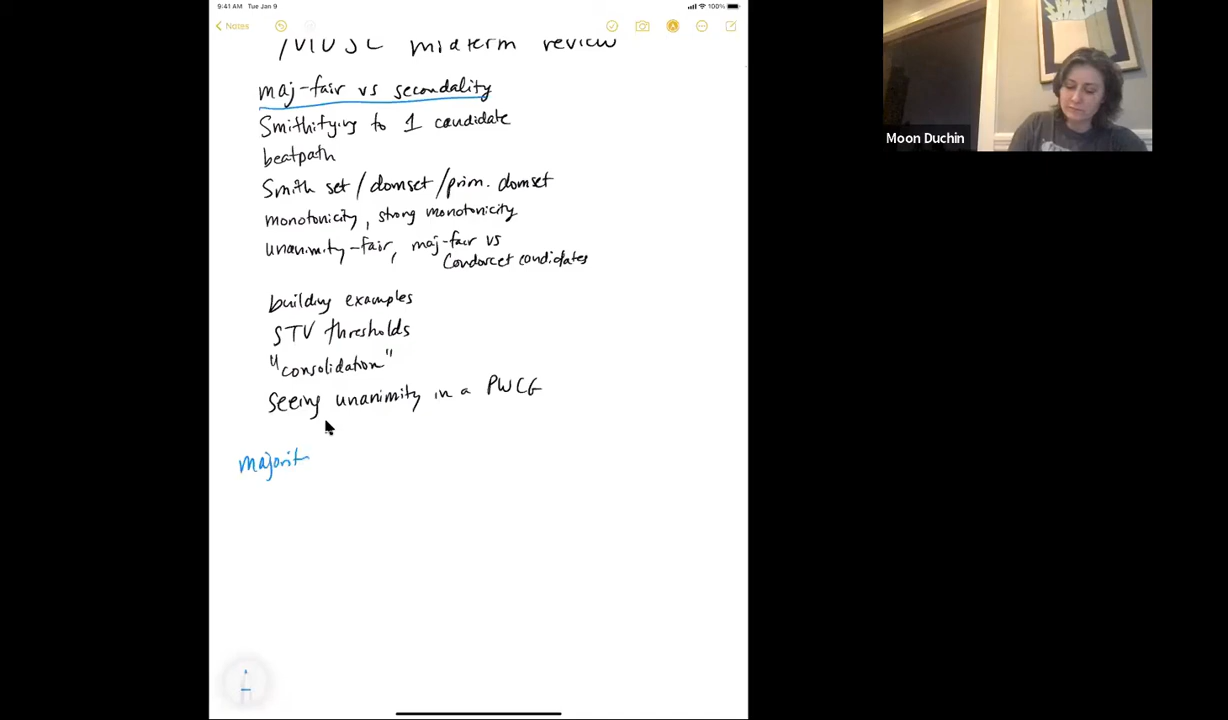 9:41 AM Tue Jan 9
100%
Notes
midterm review
maj-fair vs secondality
Smithifying to 1 candidate
beatpath
Smith set / domset / prim. domset
monotonicity, strong monotonicity
unanimity-fair, maj-fair vs
Condorcet candidates
building examples
STV thresholds
"consolidation"
Seeing unanimity in a PWCG
majorit
Moon Duchin